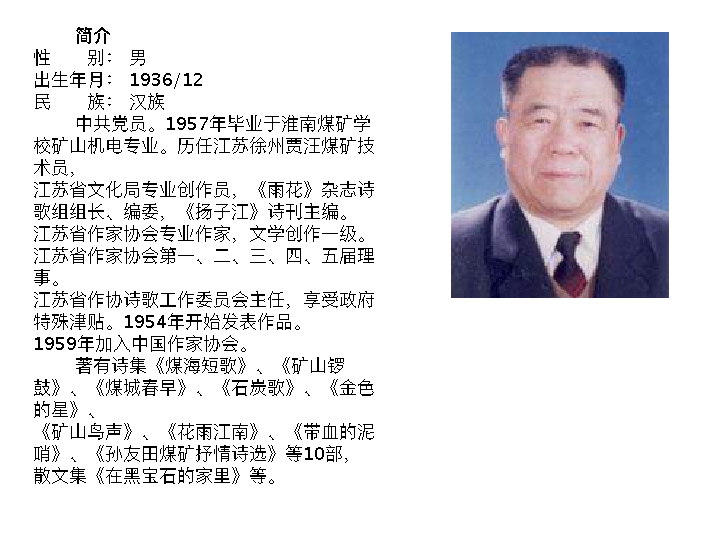 简介
性　　别： 男
出生年月： 1936/12
民　　族： 汉族
中共党员。1957年毕业于淮南煤矿学
校矿山机电专业。历任江苏徐州贾汪煤矿技
术员，
江苏省文化局专业创作员，《雨花》杂志诗
歌组组长、编委，《扬子江》诗刊主编。
江苏省作家协会专业作家，文学创作一级。
江苏省作家协会第一、二、三、四、五届理
事。
江苏省作协诗歌工作委员会主任，享受政府
特殊津贴。1954年开始发表作品。
1959年加入中国作家协会。
著有诗集《煤海短歌》、《矿山锣
鼓》、《煤城春早》、《石炭歌》、《金色
的星》、
《矿山鸟声》、《花雨江南》、《带血的泥
哨》、《孙友田煤矿抒情诗选》等10部，
散文集《在黑宝石的家里》等。